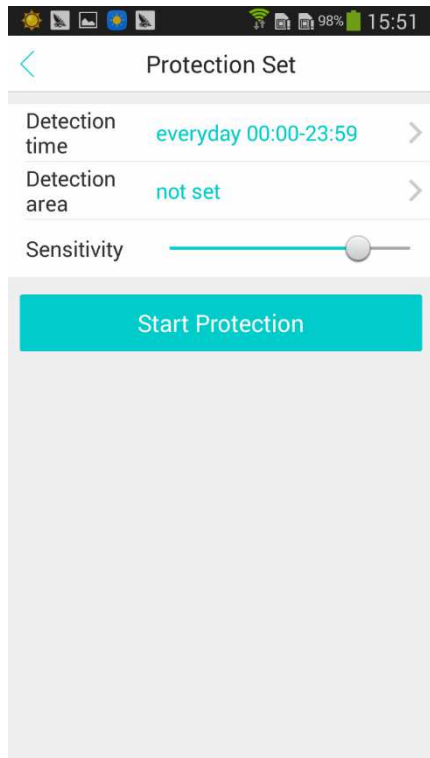 98% 15:51
Protection Set
Detection
time
everyday 00:00-23:59
Detection
area
not set
Sensitivity
Start Protection